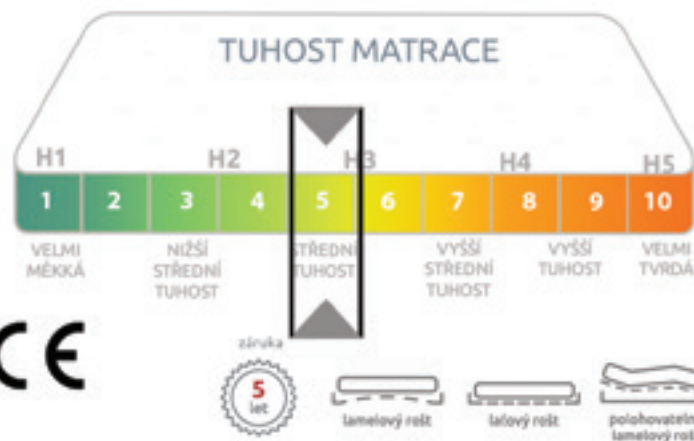 TUHOST MATRACE
H1 H2 H3 H4 H5
1 2 3 4 5 6 7 8 9 10
VELMI MĚKKÁ
NIŽŠÍ STŘEDNÍ TUHOST
STŘEDNÍ TUHOST
VYŠŠÍ STŘEDNÍ TUHOST
VYŠŠÍ TUHOST
VELMI TVRDÁ
CE
záruka
5
let
lamelový rošt
laťový rošt
polohovateln
lamelový rošt